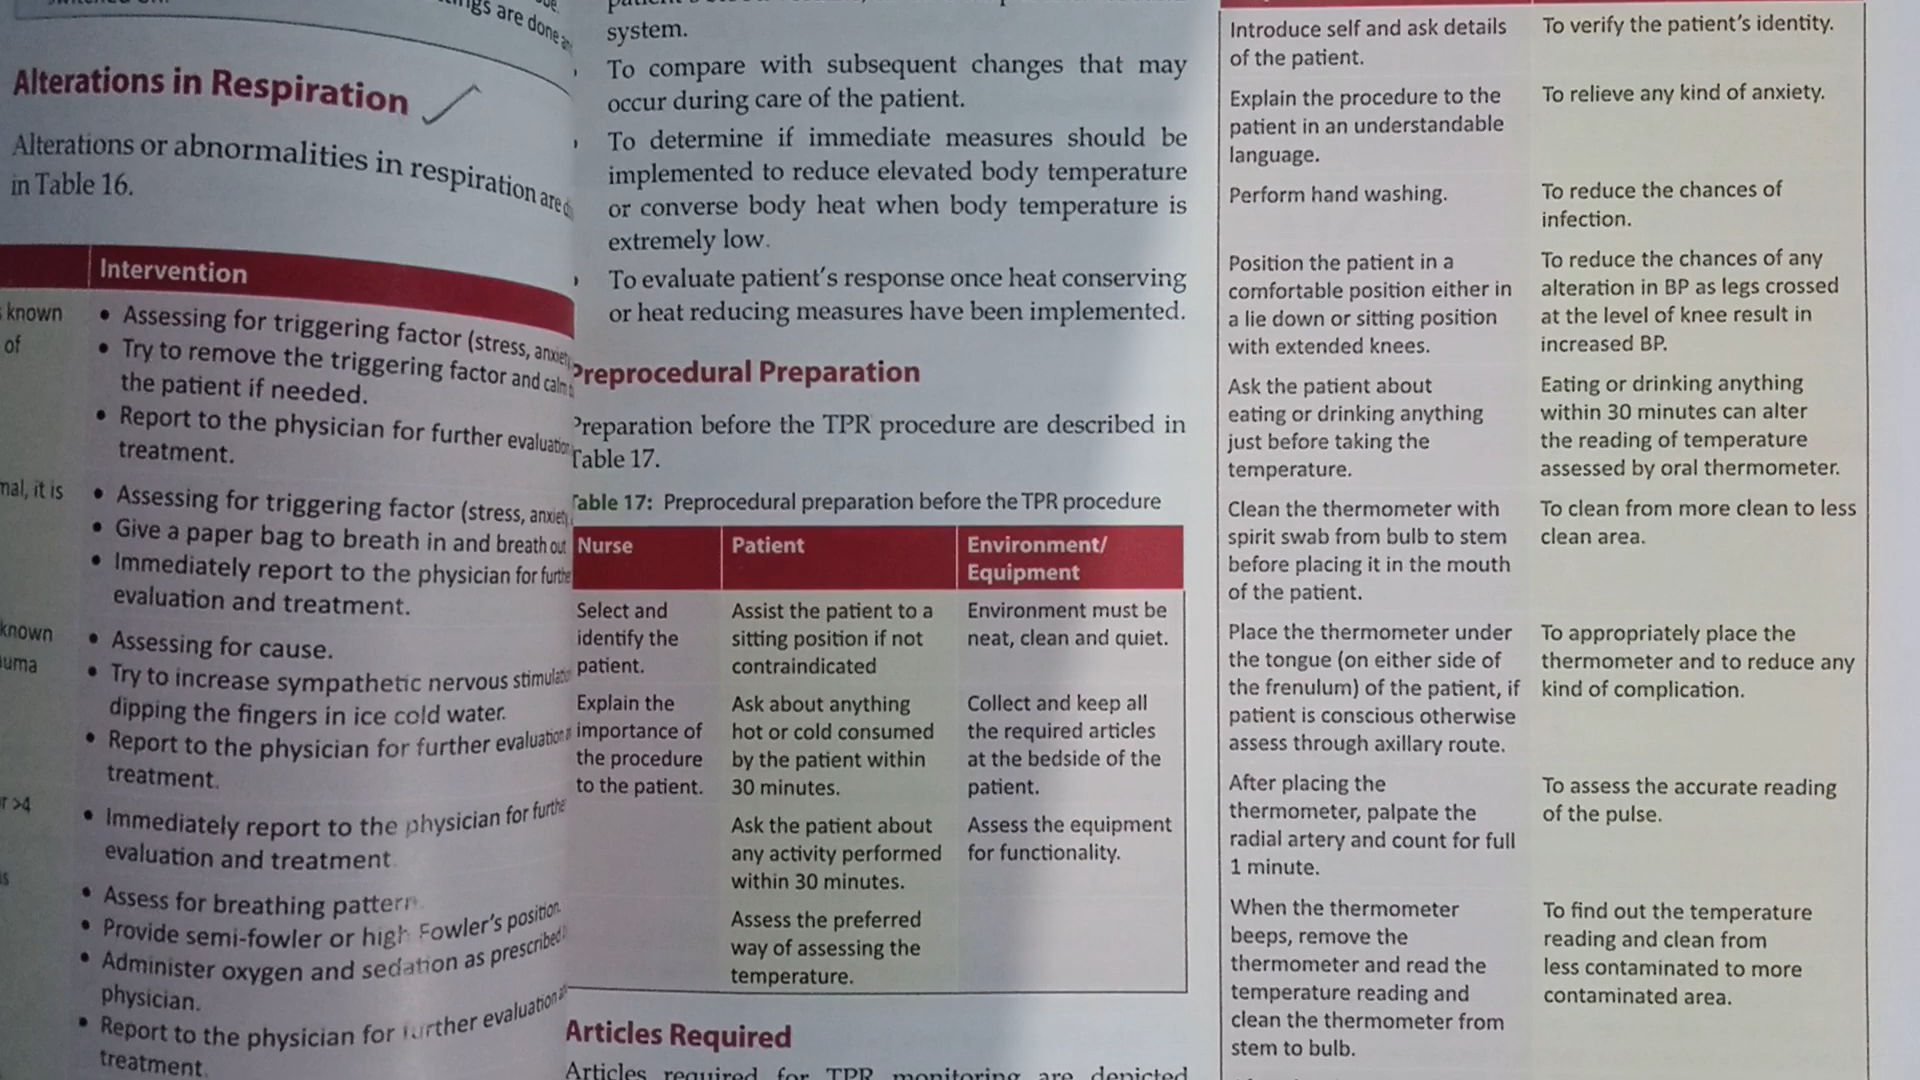 are done
Alterations in Respiration
Alterations or abnormalities in respiration are
in Table 16.
Intervention
known
of
• Assessing for triggering factor (stress,
• Try to remove the triggering factor and calm
the patient if needed.
• Report to the physician for further
treatment.
it is
• Assessing for triggering factor (stress,
• Give a paper bag to breath in and breath out
• Immediately report to the physician for
evaluation and treatment.
known
• Assessing for cause.
• Try to increase sympathetic nervous
dipping the fingers in ice cold water.
• Report to the physician for further evaluation
treatment.
>4
• Immediately report to the physician for
evaluation and treatment.
• Assess for breathing pattern.
• Provide semi-fowler or high Fowler's position.
• Administer oxygen and sedation as prescribed
physician.
• Report to the physician for further evaluation
treatment.
system.
To compare with subsequent changes that may
occur during care of the patient.
To determine if immediate measures should be
implemented to reduce elevated body temperature
or converse body heat when body temperature is
extremely low.
To evaluate patient's response once heat conserving
or heat reducing measures have been implemented.
Preprocedural Preparation
Preparation before the TPR procedure are described in
Table 17.
Table 17: Preprocedural preparation before the TPR procedure
Nurse
Patient
Environment/
Equipment
Select and
identify the
patient.
Assist the patient to a
sitting position if not
contraindicated
Environment must be
neat, clean and quiet.
Explain the
importance of
the procedure
to the patient.
Ask about anything
hot or cold consumed
by the patient within
30 minutes.
Collect and keep all
the required articles
at the bedside of the
patient.
Ask the patient about
any activity performed
within 30 minutes.
Assess the equipment
for functionality.
Assess the preferred
way of assessing the
temperature.
Articles Required
Articles required for TPR monitoring are depicted
Introduce self and ask details
of the patient.
To verify the patient's identity.
Explain the procedure to the
patient in an understandable
language.
To relieve any kind of anxiety.
Perform hand washing.
To reduce the chances of
infection.
Position the patient in a
comfortable position either in
a lie down or sitting position
with extended knees.
To reduce the chances of any
alteration in BP as legs crossed
at the level of knee result in
increased BP.
Ask the patient about
eating or drinking anything
just before taking the
temperature.
Eating or drinking anything
within 30 minutes can alter
the reading of temperature
assessed by oral thermometer.
Clean the thermometer with
spirit swab from bulb to stem
before placing it in the mouth
of the patient.
To clean from more clean to less
clean area.
Place the thermometer under
the tongue (on either side of
the frenulum) of the patient, if
patient is conscious otherwise
assess through axillary route.
To appropriately place the
thermometer and to reduce any
kind of complication.
After placing the
thermometer, palpate the
radial artery and count for full
1 minute.
To assess the accurate reading
of the pulse.
When the thermometer
beeps, remove the
thermometer and read the
temperature reading and
clean the thermometer from
stem to bulb.
To find out the temperature
reading and clean from
less contaminated to more
contaminated area.